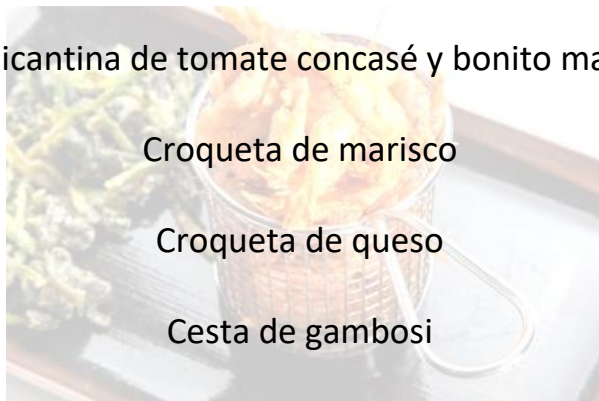 icantina de tomate concasé y bonito ma
Croqueta de marisco
Croqueta de queso
Cesta de gambosi